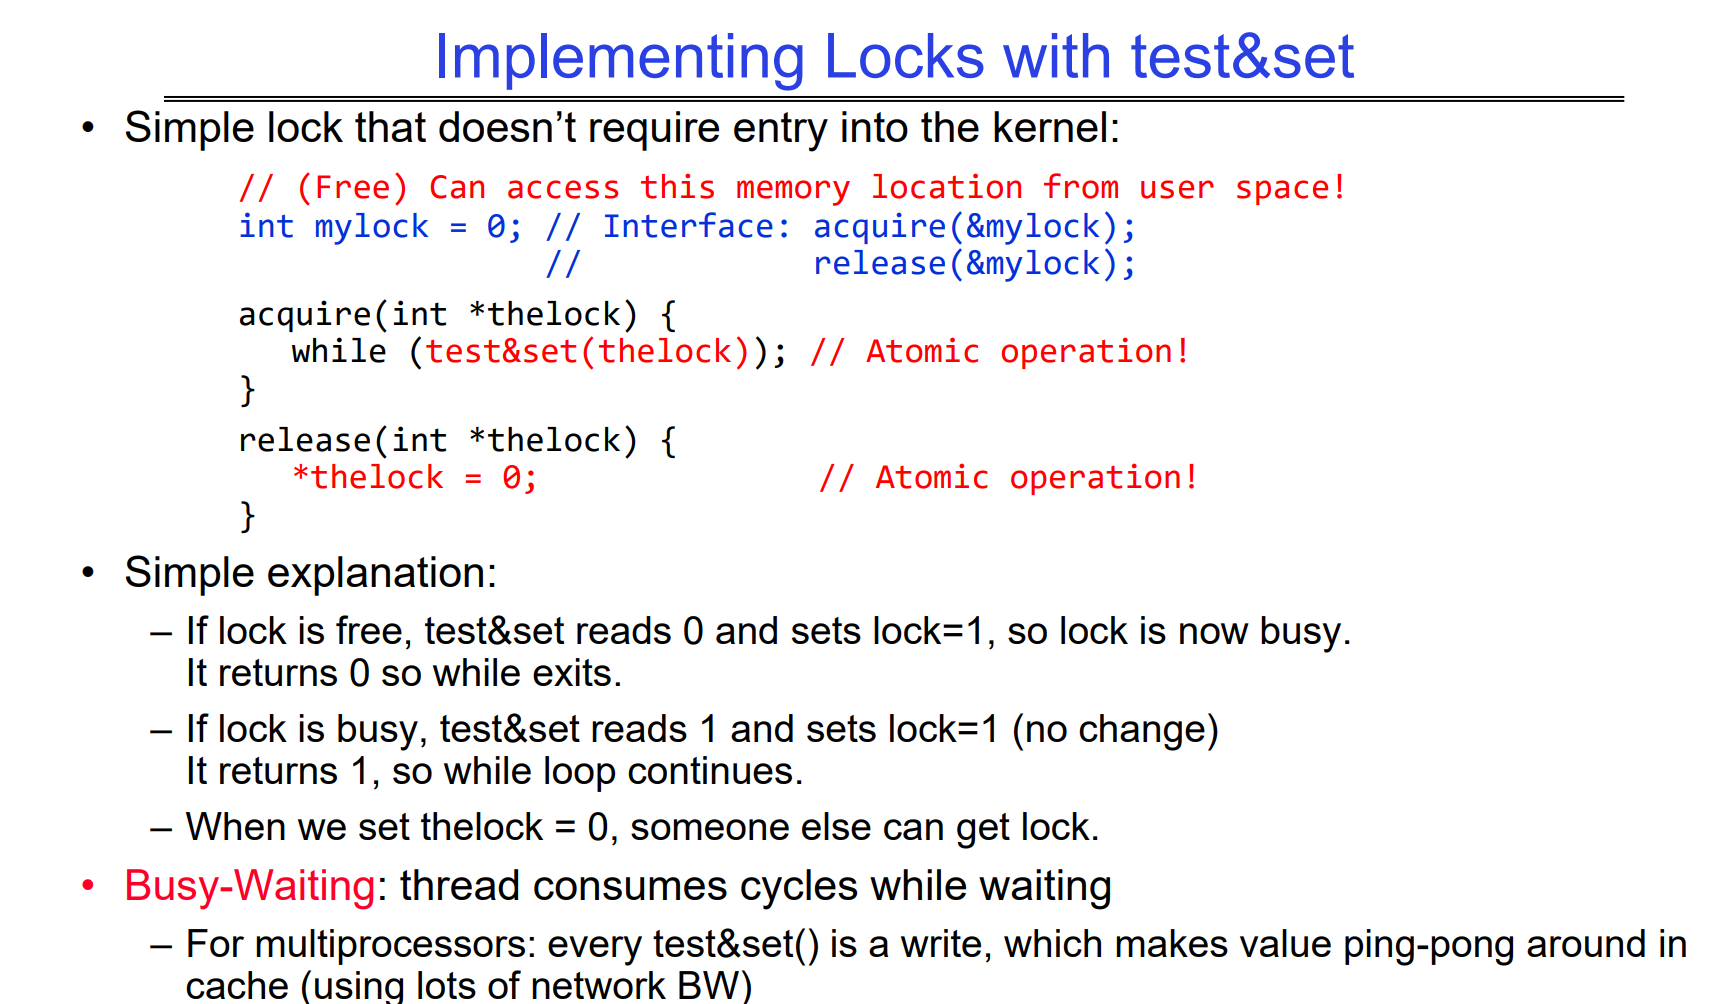 Implementing Locks with test&set
• Simple lock that doesn’t require entry into the kernel:
// (Free) Can access this memory location from user space!
int mylock = 0; // Interface: acquire(&mylock);
// release(&mylock);
acquire(int *thelock) {
while (test&set(thelock)); // Atomic operation!
}
release(int *thelock) {
*thelock = 0; // Atomic operation!
}
• Simple explanation:
– If lock is free, test&set reads 0 and sets lock=1, so lock is now busy.
It returns 0 so while exits.
– If lock is busy, test&set reads 1 and sets lock=1 (no change)
It returns 1, so while loop continues.
– When we set thelock = 0, someone else can get lock.
• Busy-Waiting: thread consumes cycles while waiting
– For multiprocessors: every test&set() is a write, which makes value ping-pong around in
cache (using lots of network BW)